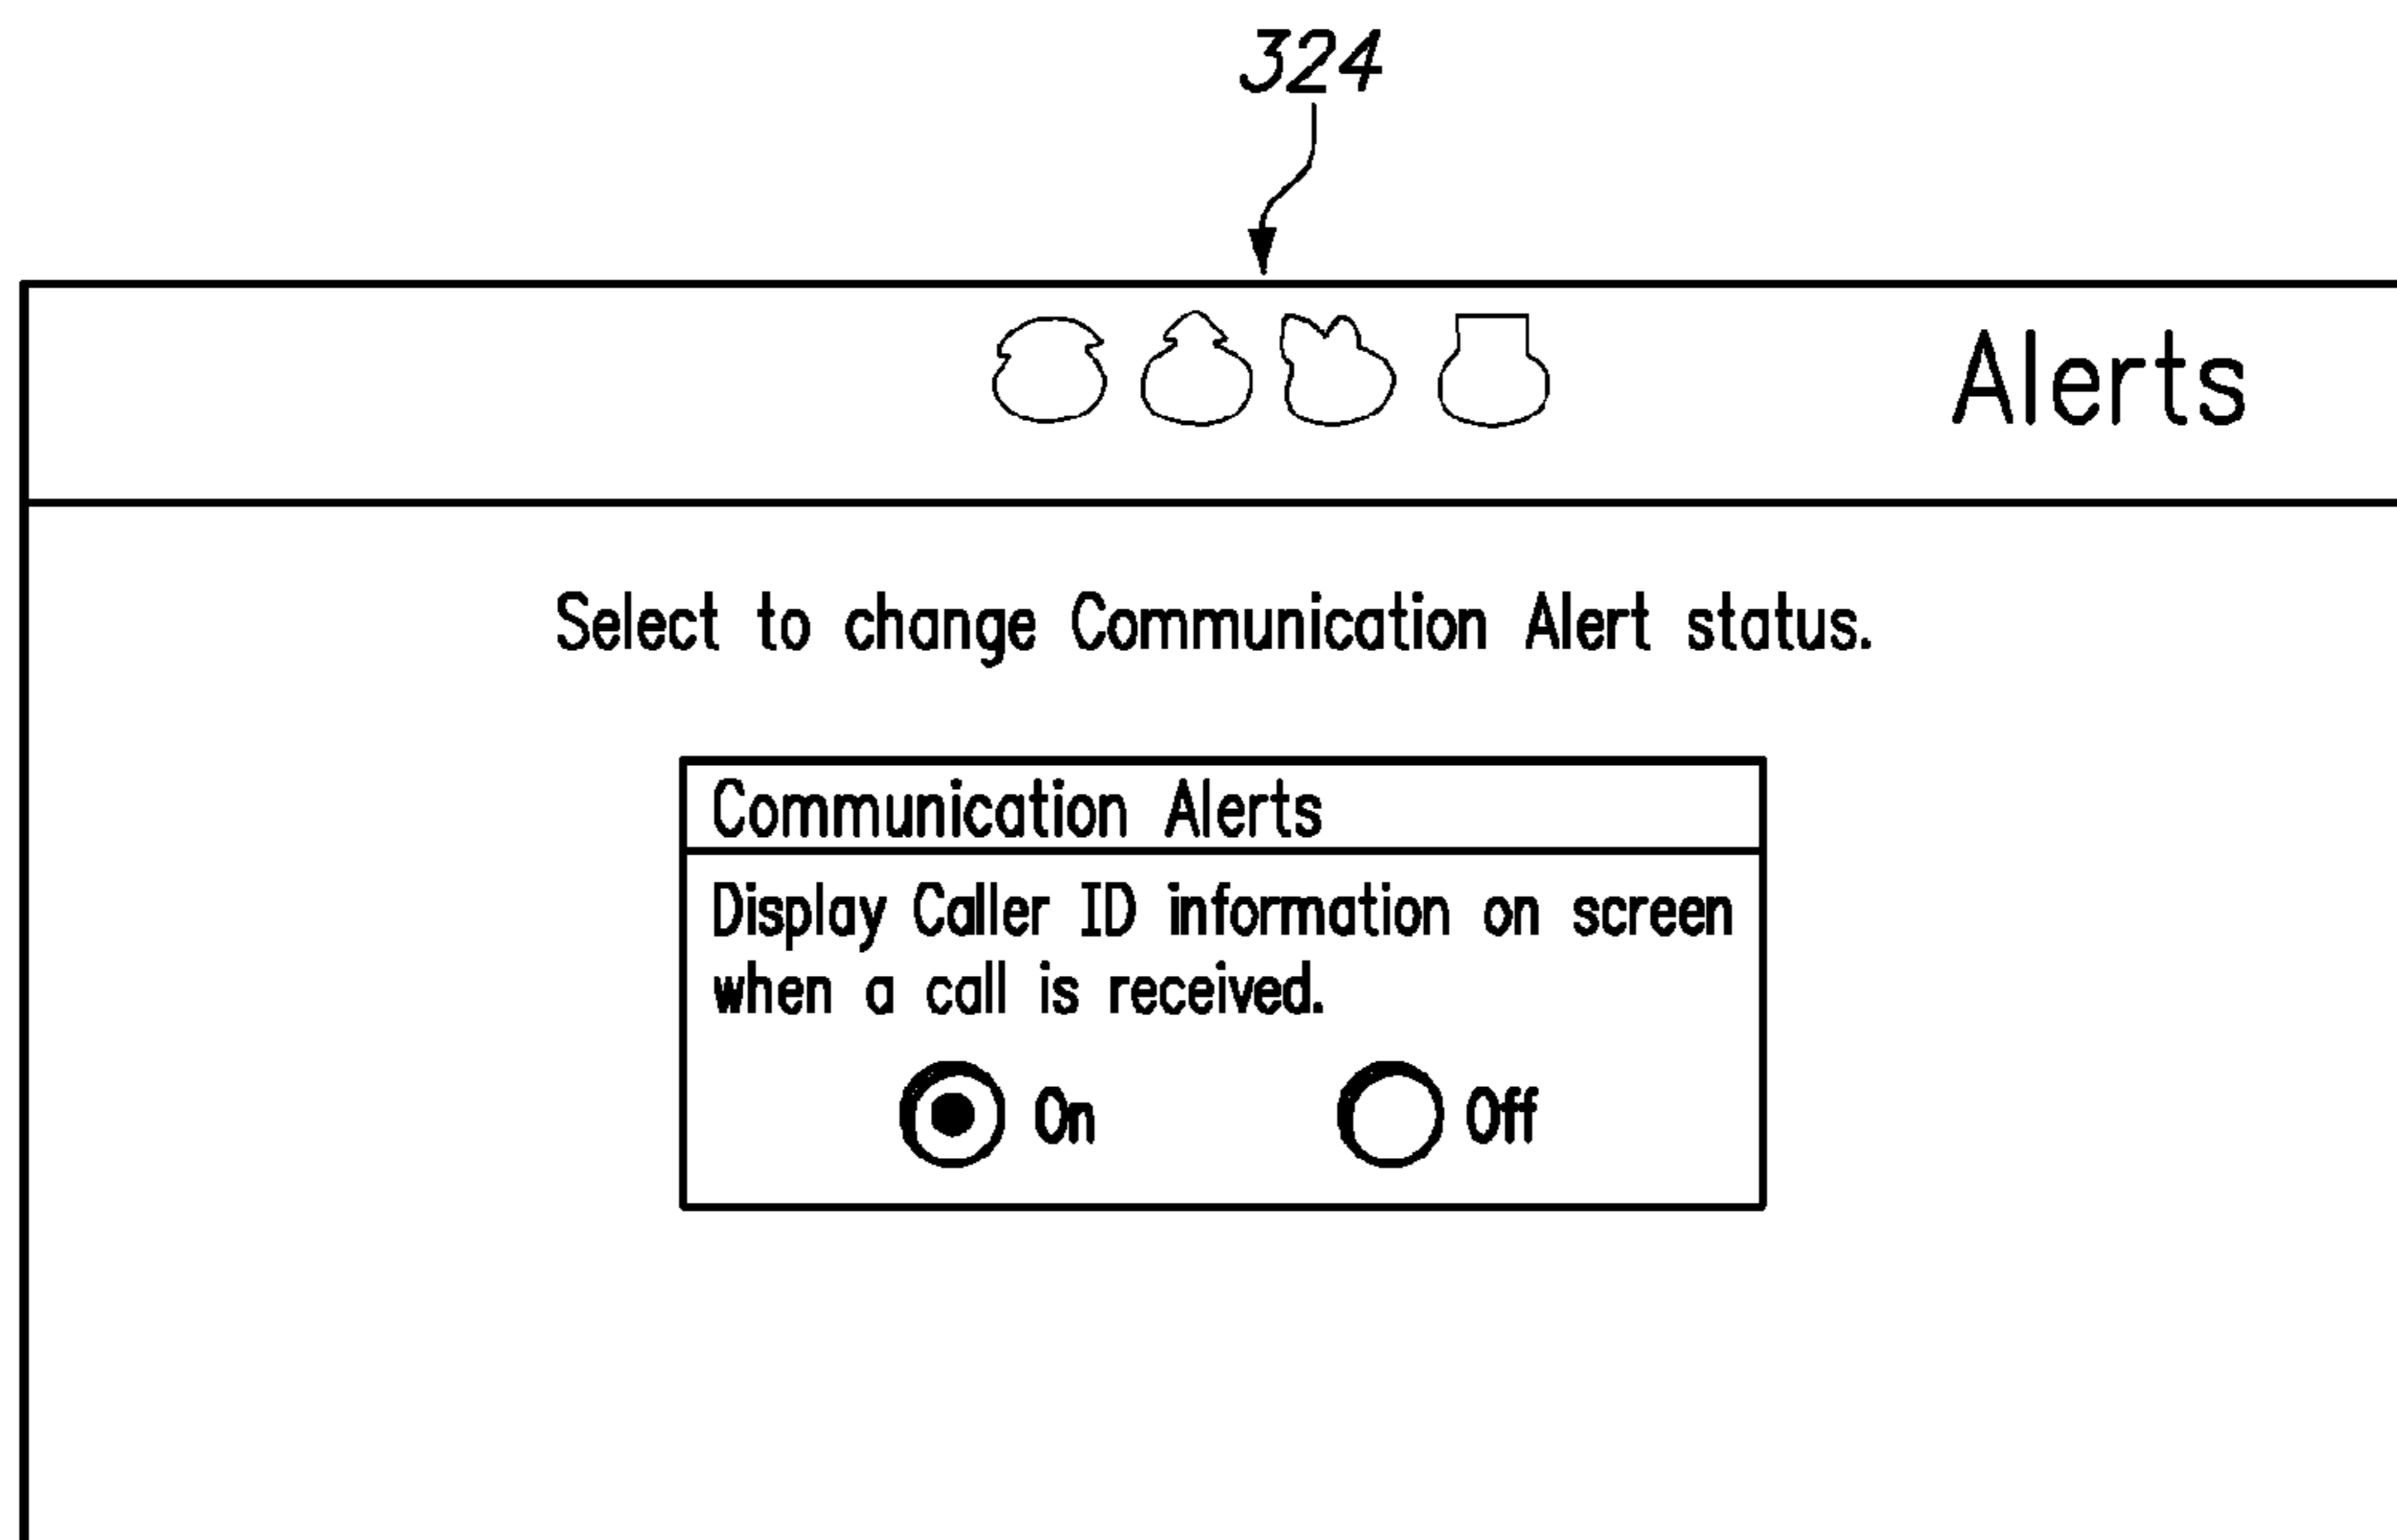 324
Alerts
Select to change Communication Alert status.
Communication Alerts
Display Caller ID information on screen
when a call is received.
On Off